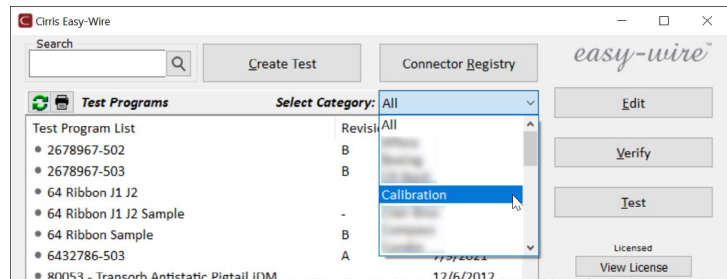 Cirris Easy-Wire
Search
Create Test
Connector Registry
easy-wire™
Test Programs
Select Category: All
Edit
Test Program List
Revisi
All
2678967-502
B
Verify
2678967-503
B
64 Ribbon J1 J2
Calibration
64 Ribbon J1 J2 Sample
-
Test
64 Ribbon Sample
B
6432786-503
A
7/9/2021
Licensed
80053 - Transorb Antistatic Pigtail iDM
12/6/2012
View License